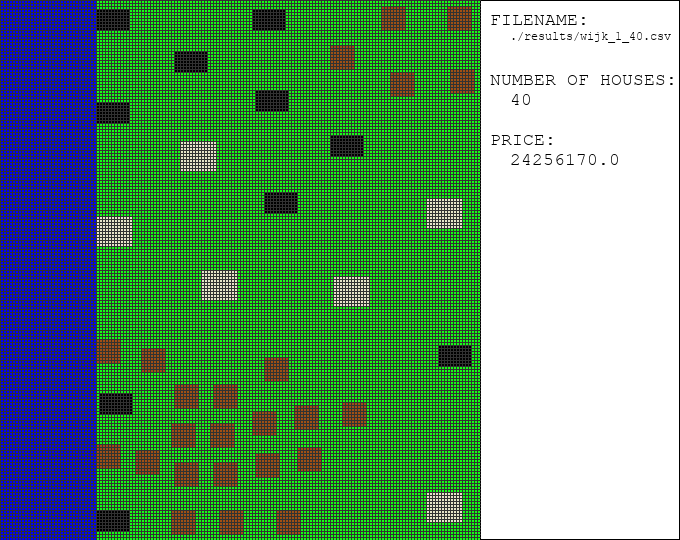 FILENAME:
./results/wijk_1_40.csv
NUMBER OF HOUSES:
40
PRICE:
24256170.0